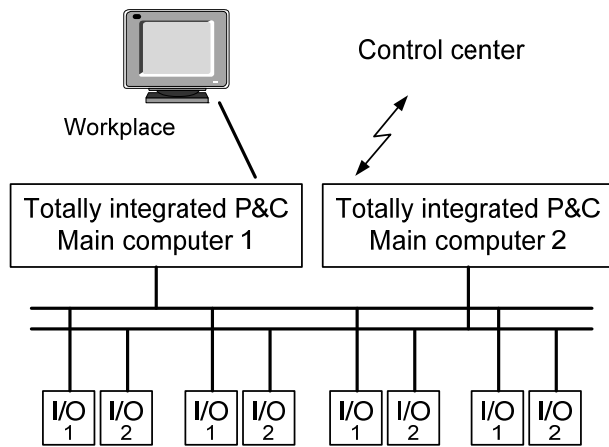 Control center
Workplace
Totally integrated P&C
Main computer 1
Totally integrated P&C
Main computer 2
I/O
1
I/O
2
I/O
1
I/O
2
I/O
1
I/O
2
I/O
1
I/O
2